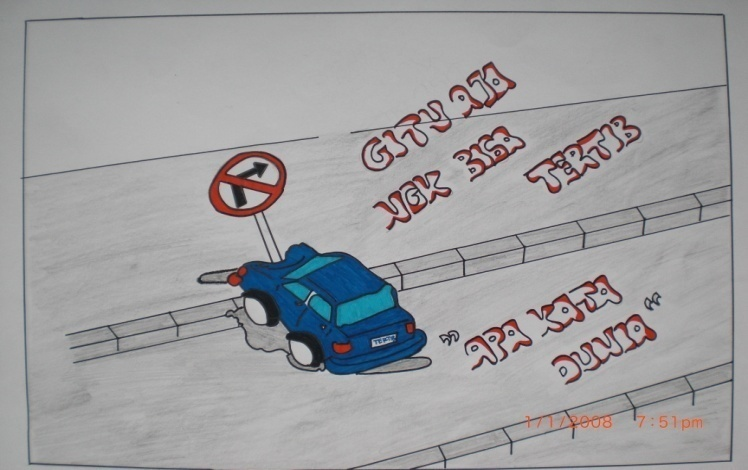 GITU AJA
NGK BISA TERTIB
"APA KATA
DUNIA"
TERTIB
1/1/2008 7:51pm